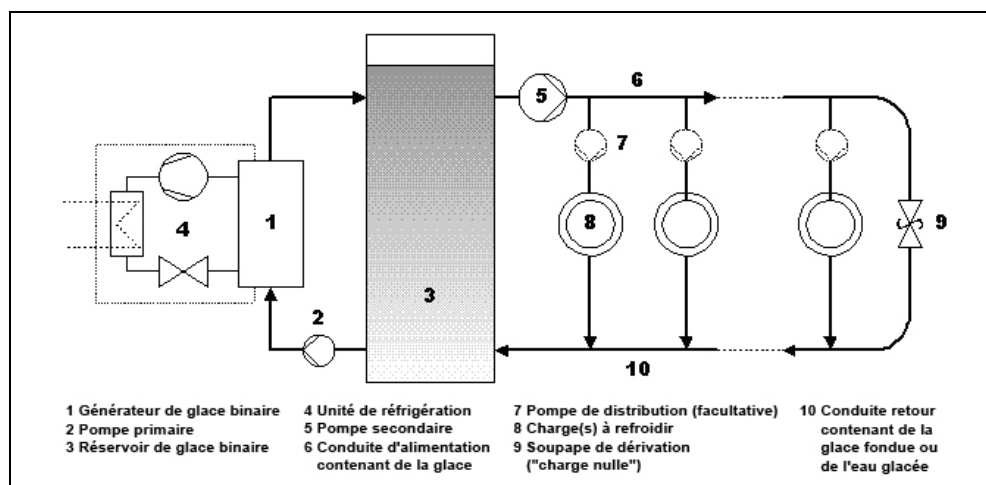 6
5
7
4
1
8
9
3
2
10
1 Générateur de glace binaire
2 Pompe primaire
3 Réservoir de glace binaire
4 Unité de réfrigération
5 Pompe secondaire
6 Conduite d'alimentation
contenant de la glace
7 Pompe de distribution (facultative)
8 Charge(s) à refroidir
9 Soupape de dérivation
("charge nulle")
10 Conduite retour
contenant de la
glace fondue ou
de l'eau glacée